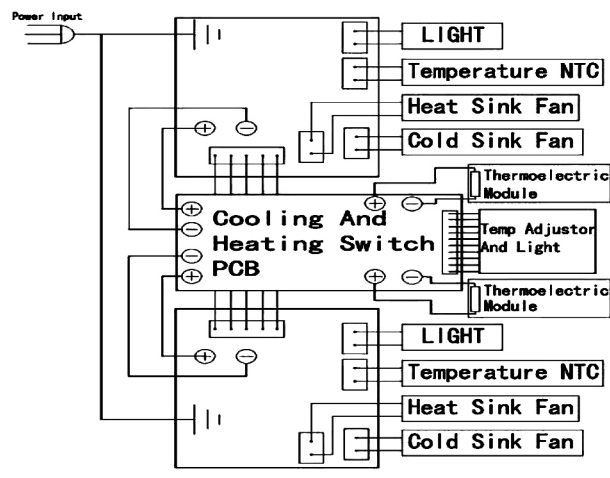 Power Input
LIGHT
Temperature NTC
Heat Sink Fan
Cold Sink Fan
Thermoelectric
Module
Cooling And
Heating Switch
PCB
Temp Adjustor
And Light
Thermoelectric
Module
LIGHT
Temperature NTC
Heat Sink Fan
Cold Sink Fan